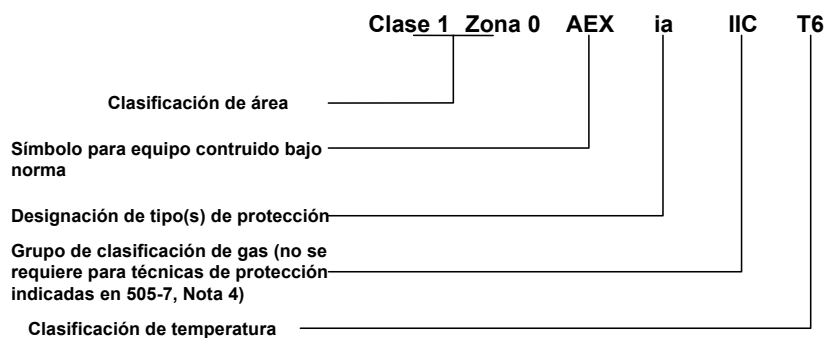 Clase 1 Zona 0 AEX ia IIC T6
Clasificación de área
Símbolo para equipo contruido bajo
norma
Designación de tipo(s) de protección
Grupo de clasificación de gas (no se
requiere para técnicas de protección
indicadas en 505-7, Nota 4)
Clasificación de temperatura